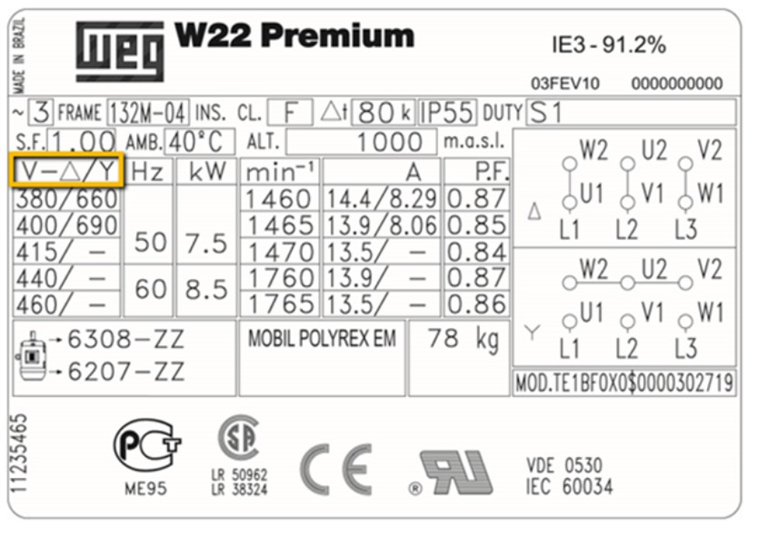 MADE IN BRAZIL
WEG W22 Premium
IE3 - 91.2%
03FEV10 0000000000
~ 3 FRAME 132M-04 INS. CL. F Δt 80 k IP55 DUTY S1
S.F. 1.00 AMB. 40°C ALT. 1000 m.a.s.l.
V-△/Y Hz kW min⁻¹ A P.F.
380/660 1460 14.4/8.29 0.87
400/690 1465 13.9/8.06 0.85
415/ - 50 7.5 1470 13.5/ - 0.84
440/ - 1760 13.9/ - 0.87
460/ - 60 8.5 1765 13.5/ - 0.86
W2 U2 V2
△ U1 V1 W1
L1 L2 L3
W2 U2 V2
Y U1 V1 W1
L1 L2 L3
6308-ZZ MOBIL POLYREX EM 78 kg
6207-ZZ
MOD.TE1BF0X0$0000302719
11235465
РСТ
ME95
SA
LR 50962
LR 38324
CE
® RU
VDE 0530
IEC 60034